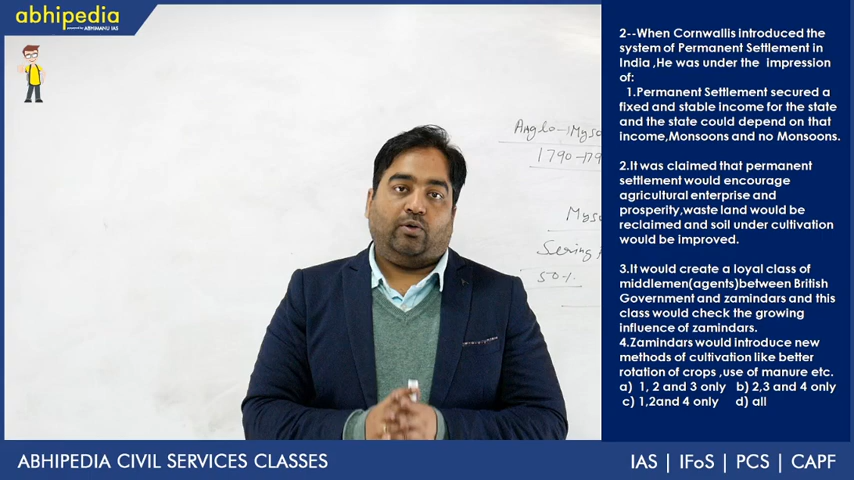 abhipedia
powered by ABHIMANU IAS
2--When Cornwallis introduced the
system of Permanent Settlement in
India ,He was under the impression
of:
1.Permanent Settlement secured a
fixed and stable income for the state
and the state could depend on that
income,Monsoons and no Monsoons.
2.It was claimed that permanent
settlement would encourage
agricultural enterprise and
prosperity,waste land would be
reclaimed and soil under cultivation
would be improved.
3.It would create a loyal class of
middlemen(agents)between British
Government and zamindars and this
class would check the growing
influence of zamindars.
4.Zamindars would introduce new
methods of cultivation like better
rotation of crops ,use of manure etc.
a) 1, 2 and 3 only b) 2,3 and 4 only
c) 1,2and 4 only d) all
Anglo
1790-179
Mys
50%
ABHIPEDIA CIVIL SERVICES CLASSES
IAS | IFoS | PCS | CAPF